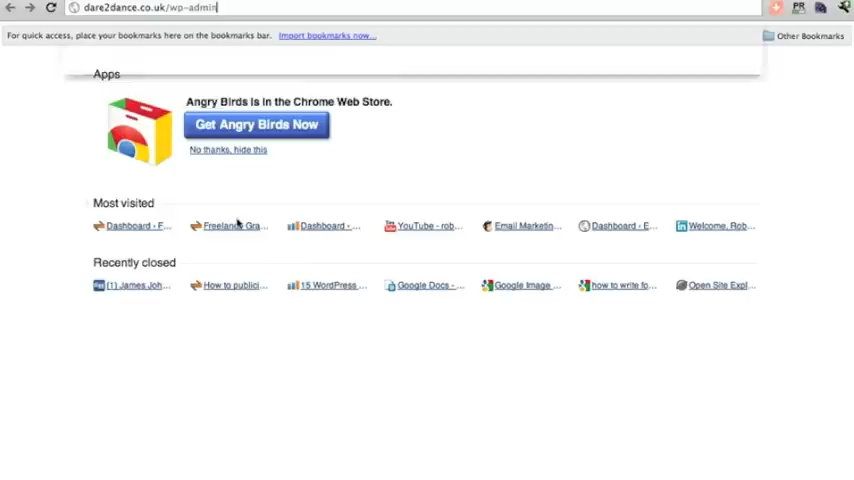 dare2dance.co.uk/wp-admin
PR
For quick access, place your bookmarks here on the bookmarks bar. Import bookmarks now... Other Bookmarks
Apps
Angry Birds is in the Chrome Web Store.
Get Angry Birds Now
No thanks, hide this
Most visited
Dashboard ‹ F... Freelance Gra... Dashboard - ... YouTube - rob... Email Marketin... Dashboard ‹ E... Welcome, Rob...
Recently closed
(1) James Joh... How to publici... 15 WordPress ... Google Docs - ... Google Image ... how to write fo... Open Site Expl...